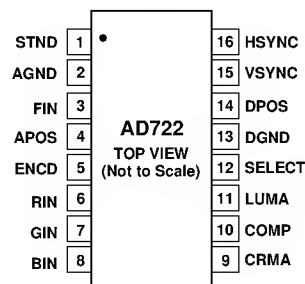 STND 1
AGND 2
FIN 3
APOS 4
ENCD 5
RIN 6
GIN 7
BIN 8
AD722
TOP VIEW
(Not to Scale)
16 HSYNC
15 VSYNC
14 DPOS
13 DGND
12 SELECT
11 LUMA
10 COMP
9 CRMA